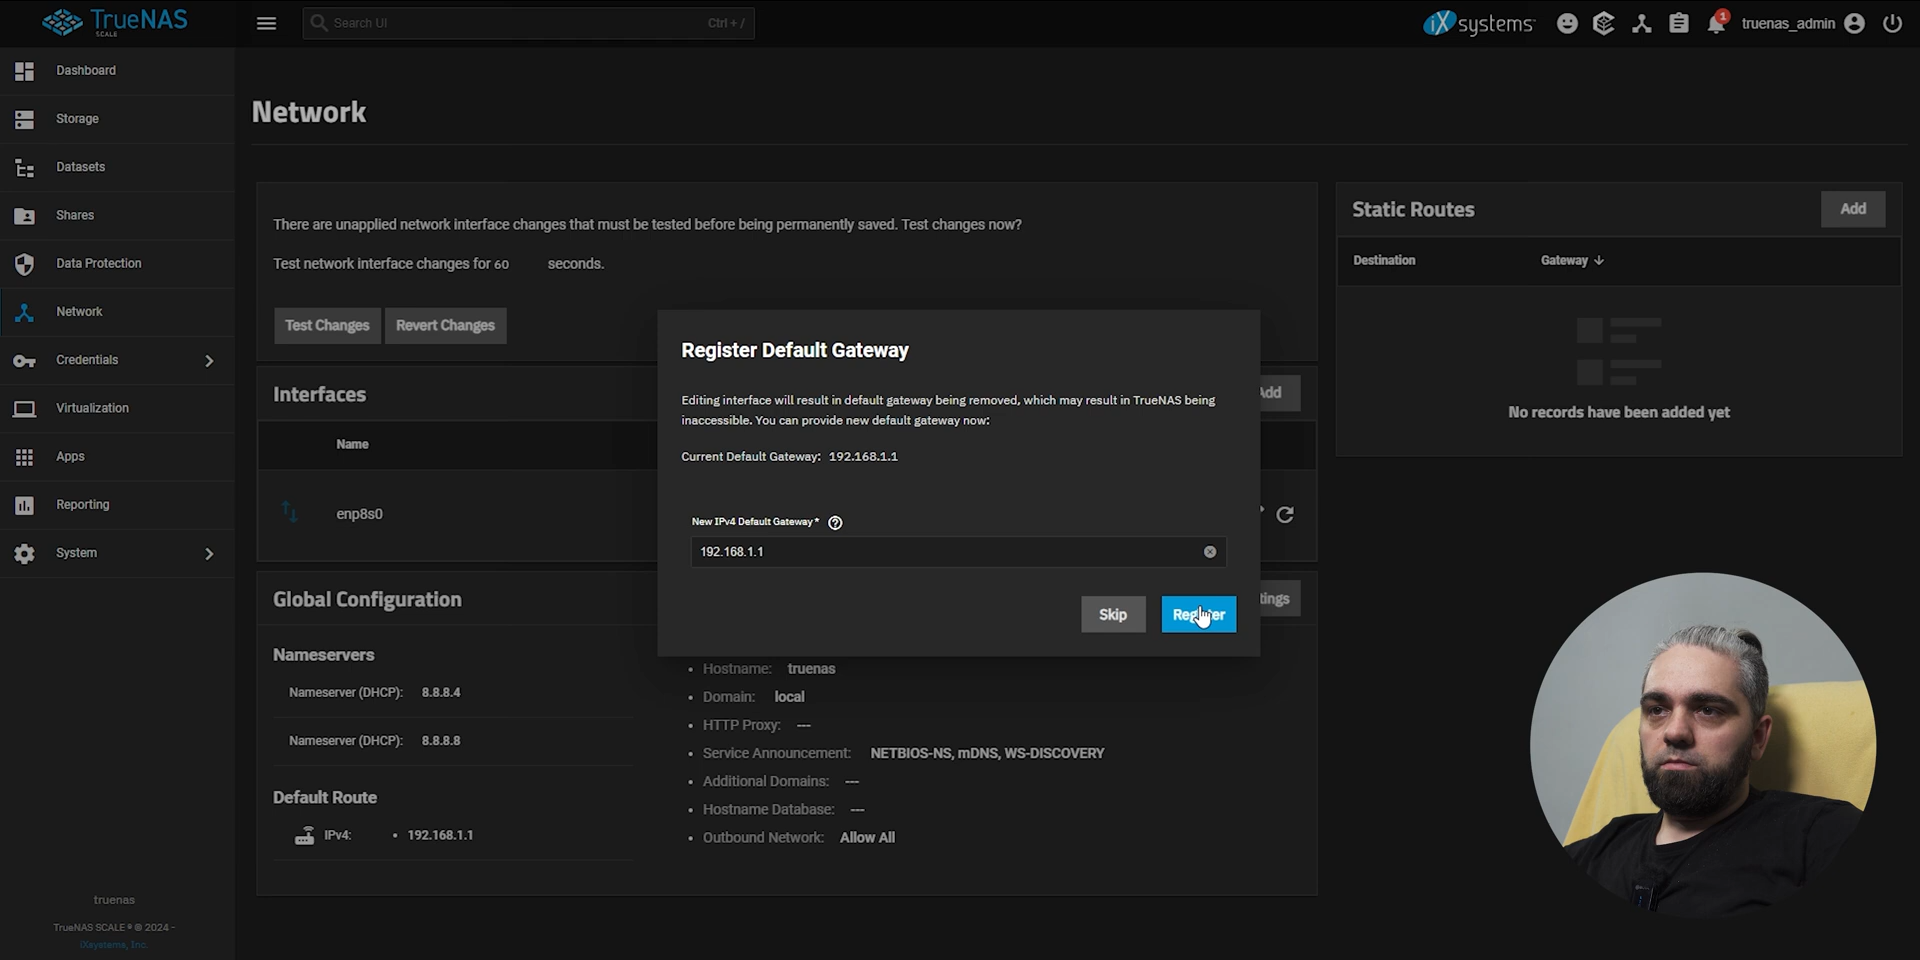 TrueNAS
SCALE
Search UI
Ctrl + /
iXsystems
1
truenas_admin
Dashboard
Storage
Datasets
Shares
Data Protection
Network
Credentials
Virtualization
Apps
Reporting
System
truenas
TrueNAS SCALE ® © 2024 -
iXsystems, Inc.
Network
There are unapplied network interface changes that must be tested before being permanently saved. Test changes now?
Test network interface changes for 60 seconds.
Test Changes
Revert Changes
Interfaces
Name
enp8s0
Global Configuration
Nameservers
Nameserver (DHCP): 8.8.8.4
Nameserver (DHCP): 8.8.8.8
Default Route
IPv4: • 192.168.1.1
• Hostname: truenas
• Domain: local
• HTTP Proxy: ---
• Service Announcement: NETBIOS-NS, mDNS, WS-DISCOVERY
• Additional Domains: ---
• Hostname Database: ---
• Outbound Network: Allow All
Register Default Gateway
Editing interface will result in default gateway being removed, which may result in TrueNAS being
inaccessible. You can provide new default gateway now:
Current Default Gateway: 192.168.1.1
New IPv4 Default Gateway *
192.168.1.1
Skip
Register
Static Routes
Add
Destination
Gateway
No records have been added yet